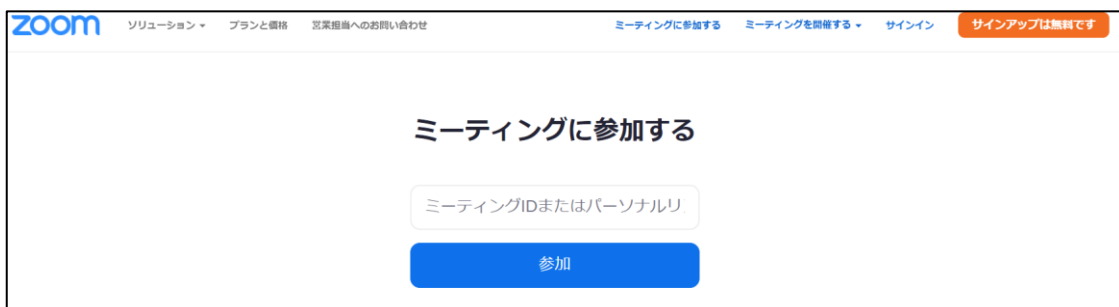 zoom ソリューション プランと価格 営業担当へのお問い合わせ ミーティングに参加する ミーティングを開催する サインイン サインアップは無料です
ミーティングに参加する
ミーティングIDまたはパーソナルリ
参加